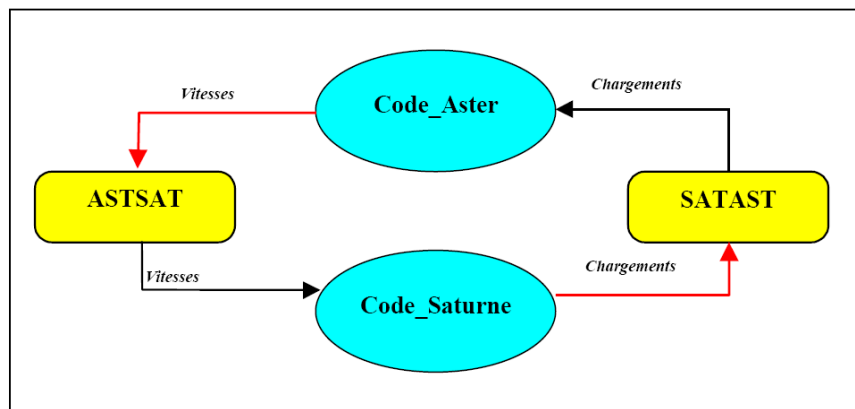 Vitesses
Code_Aster
Chargements
ASTSAT
SATAST
Vitesses
Code_Saturne
Chargements